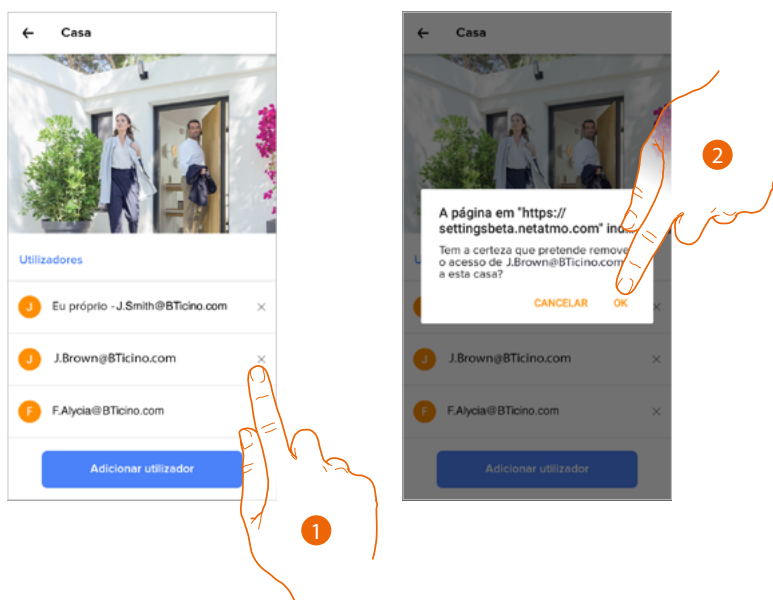 ← Casa
Utilizadores
J Eu próprio - J.Smith@BTicino.com ×
J J.Brown@BTicino.com ×
F F.Alycia@BTicino.com ×
Adicionar utilizador
1
← Casa
A página em "https://
settingsbeta.netatmo.com" ind...
Tem a certeza que pretende remove
o acesso de J.Brown@BTicino.com
a esta casa?
CANCELAR OK
×
J J.Brown@BTicino.com ×
F F.Alycia@BTicino.com ×
Adicionar utilizador
2